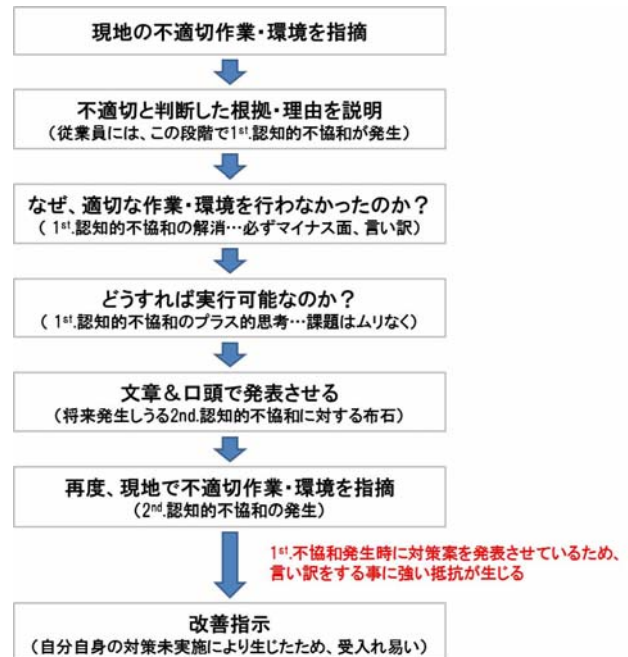 現地の不適切作業・環境を指摘
不適切と判断した根拠・理由を説明
（従業員には、この段階で1st.認知的不協和が発生）
なぜ、適切な作業・環境を行わなかったのか？
（ 1st.認知的不協和の解消…必ずマイナス面、言い訳）
どうすれば実行可能なのか？
（ 1st.認知的不協和のプラス的思考…課題はムリなく）
文章＆口頭で発表させる
（将来発生しうる2nd.認知的不協和に対する布石）
再度、現地で不適切作業・環境を指摘
（2nd.認知的不協和の発生）
1st.不協和発生時に対策案を発表させているため、
言い訳をする事に強い抵抗が生じる
改善指示
（自分自身の対策未実施により生じたため、受入れ易い）